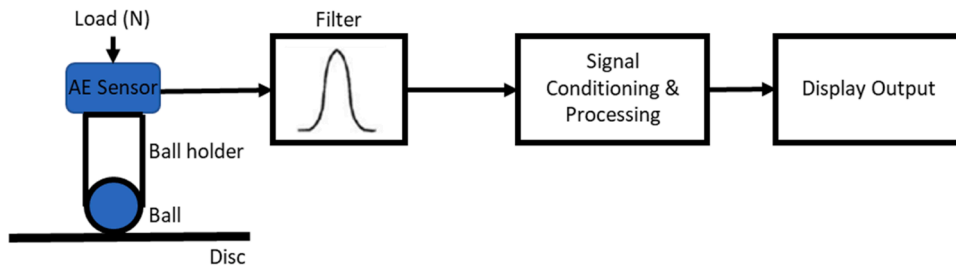 Load (N)
AE Sensor
Ball holder
Ball
Disc
Filter
Signal
Conditioning &
Processing
Display Output